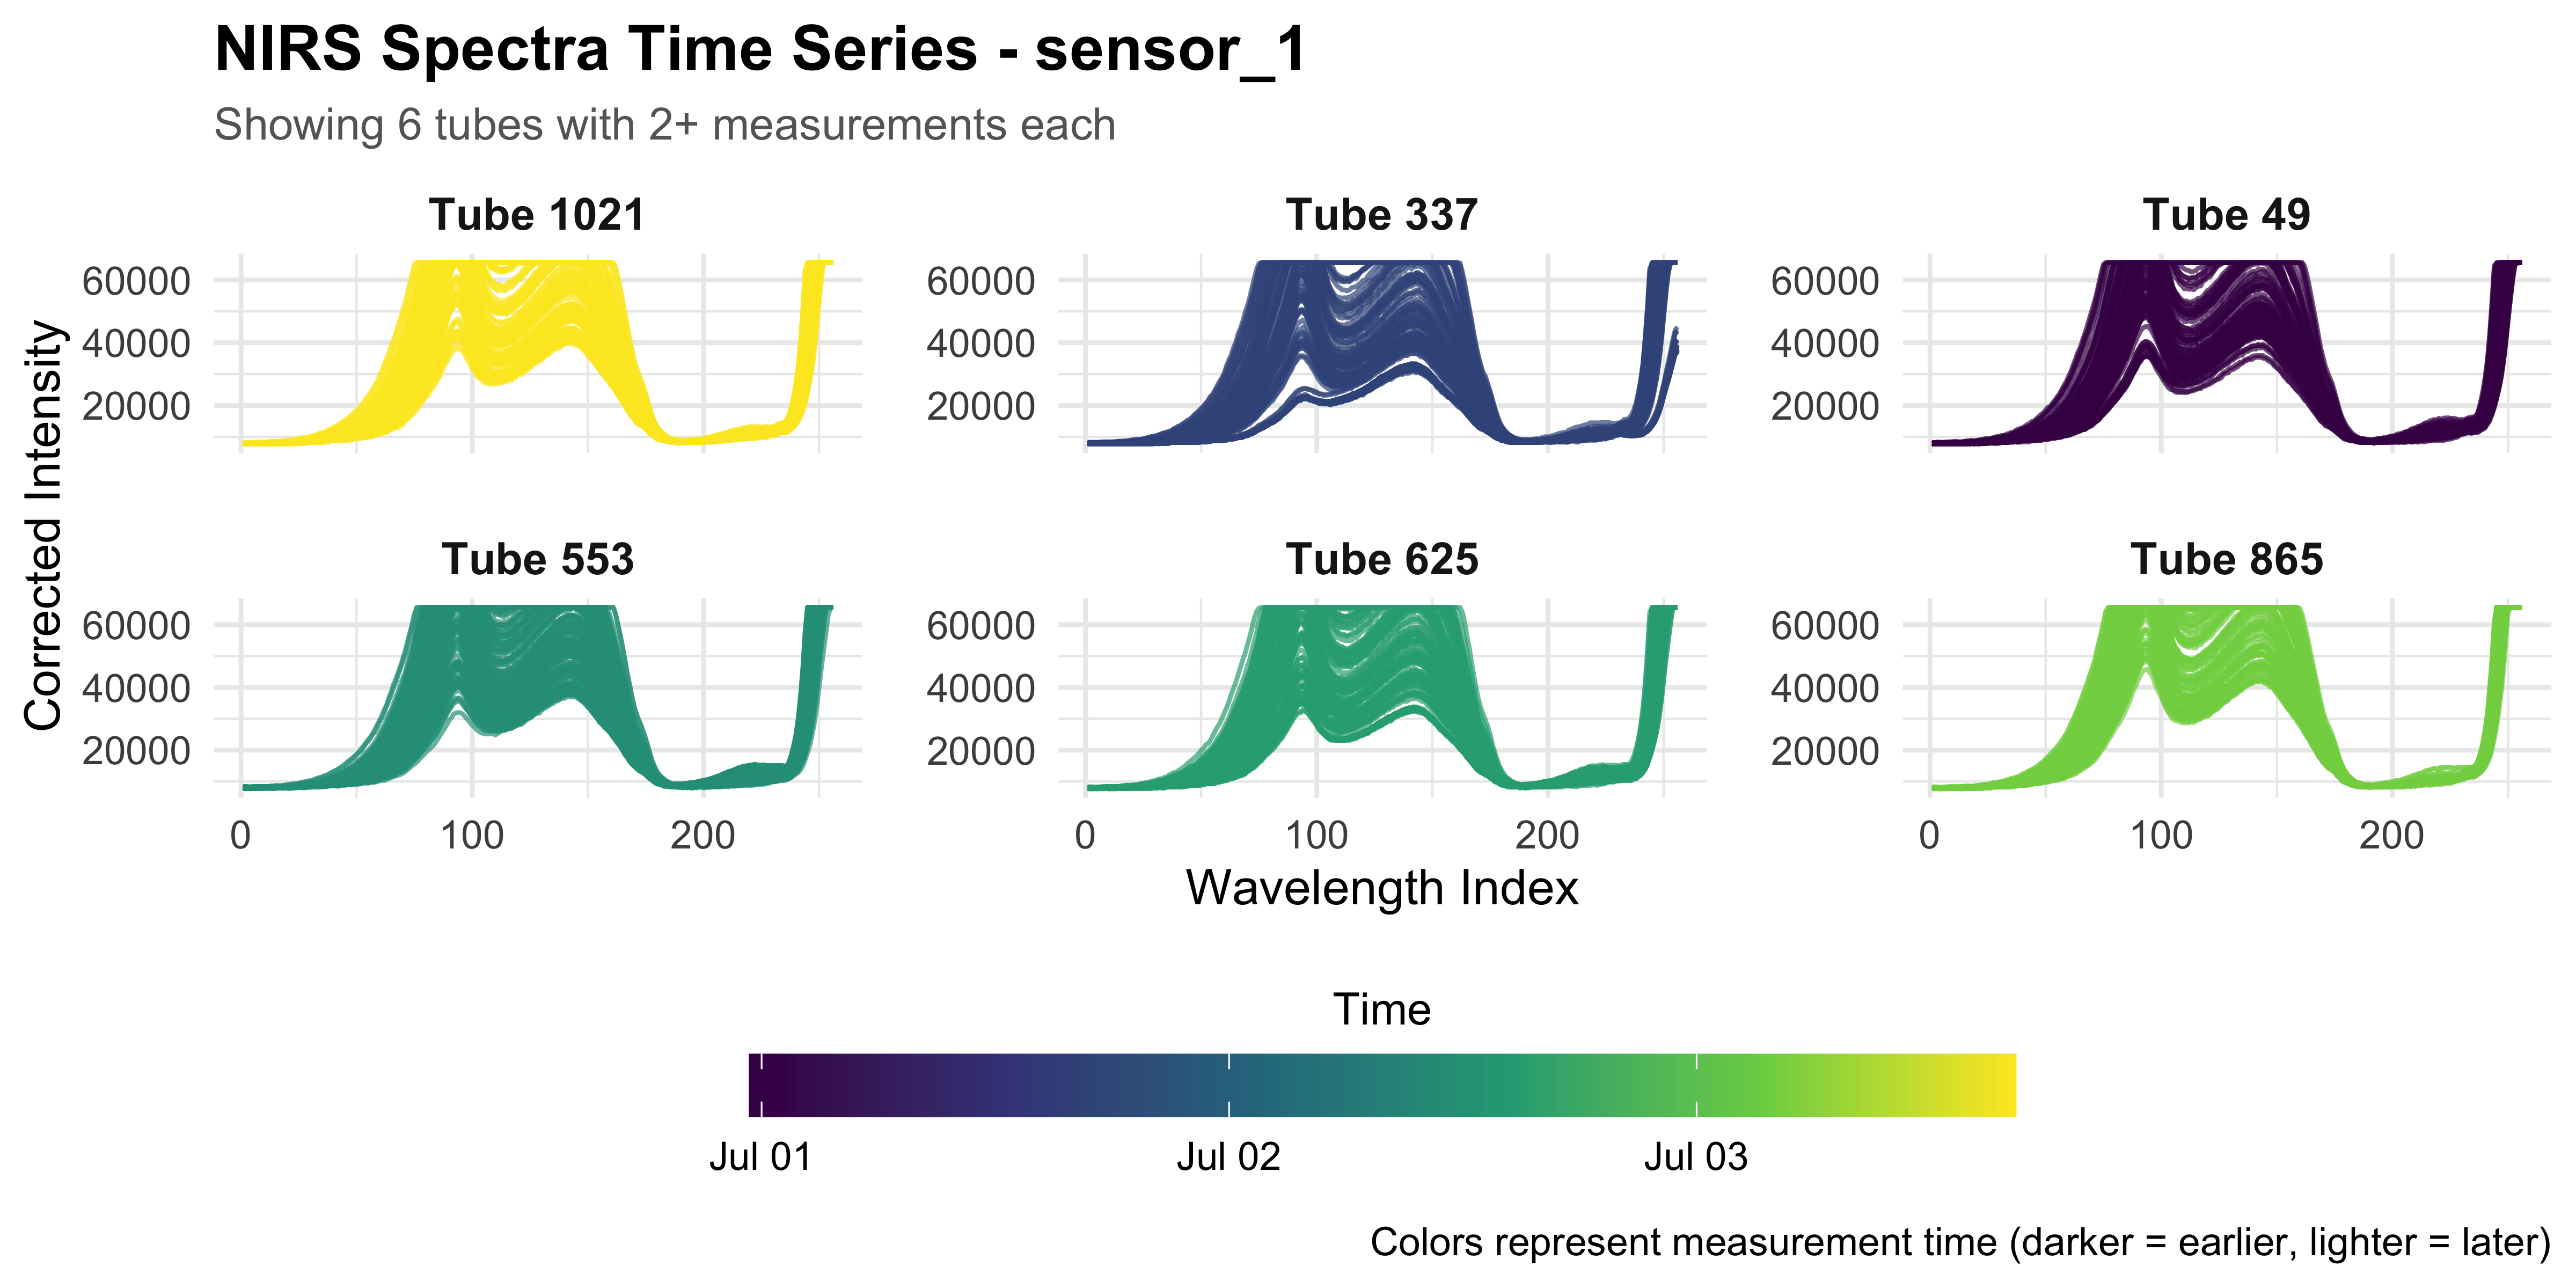 NIRS Spectra Time Series - sensor_1
Showing 6 tubes with 2+ measurements each
Tube 1021 Tube 337 Tube 49
60000 60000 60000
40000 40000 40000
20000 20000 20000
Corrected Intensity
Tube 553 Tube 625 Tube 865
60000 60000 60000
40000 40000 40000
20000 20000 20000
0 100 200 0 100 200 0 100 200
Wavelength Index
Time
Jul 01 Jul 02 Jul 03
Colors represent measurement time (darker = earlier, lighter = later)